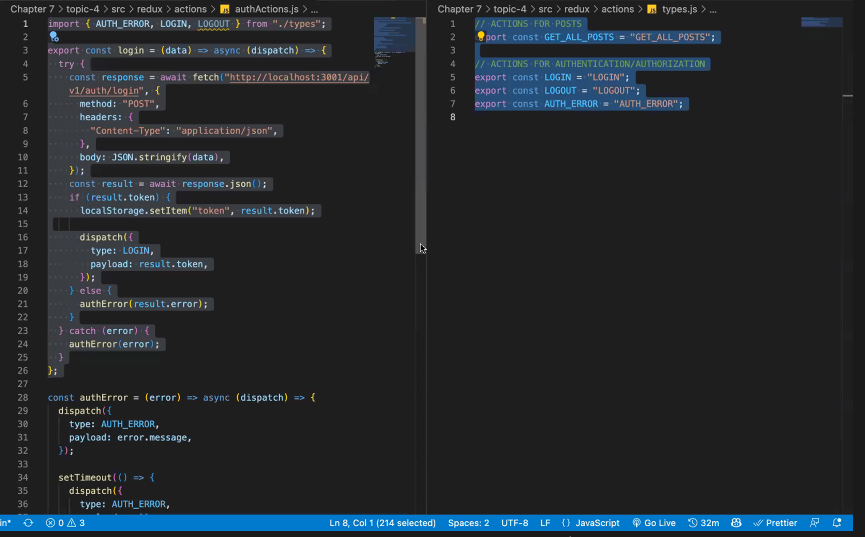 Chapter 7 > topic-4 > src > redux > actions > JS authActions.js > ...
1 import { AUTH_ERROR, LOGIN, LOGOUT } from "./types";
2
3 export const login = (data) => async (dispatch) => {
4 try {
5 const response = await fetch("http://localhost:3001/api/
v1/auth/login", {
6 method: "POST",
7 headers: {
8 "Content-Type": "application/json",
9 },
10 body: JSON.stringify(data),
11 });
12 const result = await response.json();
13 if (result.token) {
14 localStorage.setItem("token", result.token);
15
16 dispatch({
17 type: LOGIN,
18 payload: result.token,
19 });
20 } else {
21 authError(result.error);
22 }
23 } catch (error) {
24 authError(error);
25 }
26 };
27
28 const authError = (error) => async (dispatch) => {
29 dispatch({
30 type: AUTH_ERROR,
31 payload: error.message,
32 });
33
34 setTimeout(() => {
35 dispatch({
36 type: AUTH_ERROR,
Chapter 7 > topic-4 > src > redux > actions > JS types.js > ...
1 // ACTIONS FOR POSTS
2 port const GET_ALL_POSTS = "GET_ALL_POSTS";
3
4 // ACTIONS FOR AUTHENTICATION/AUTHORIZATION
5 export const LOGIN = "LOGIN";
6 export const LOGOUT = "LOGOUT";
7 export const AUTH_ERROR = "AUTH_ERROR";
8
in* 0 3 Ln 8, Col 1 (214 selected) Spaces: 2 UTF-8 LF {} JavaScript Go Live 32m Prettier